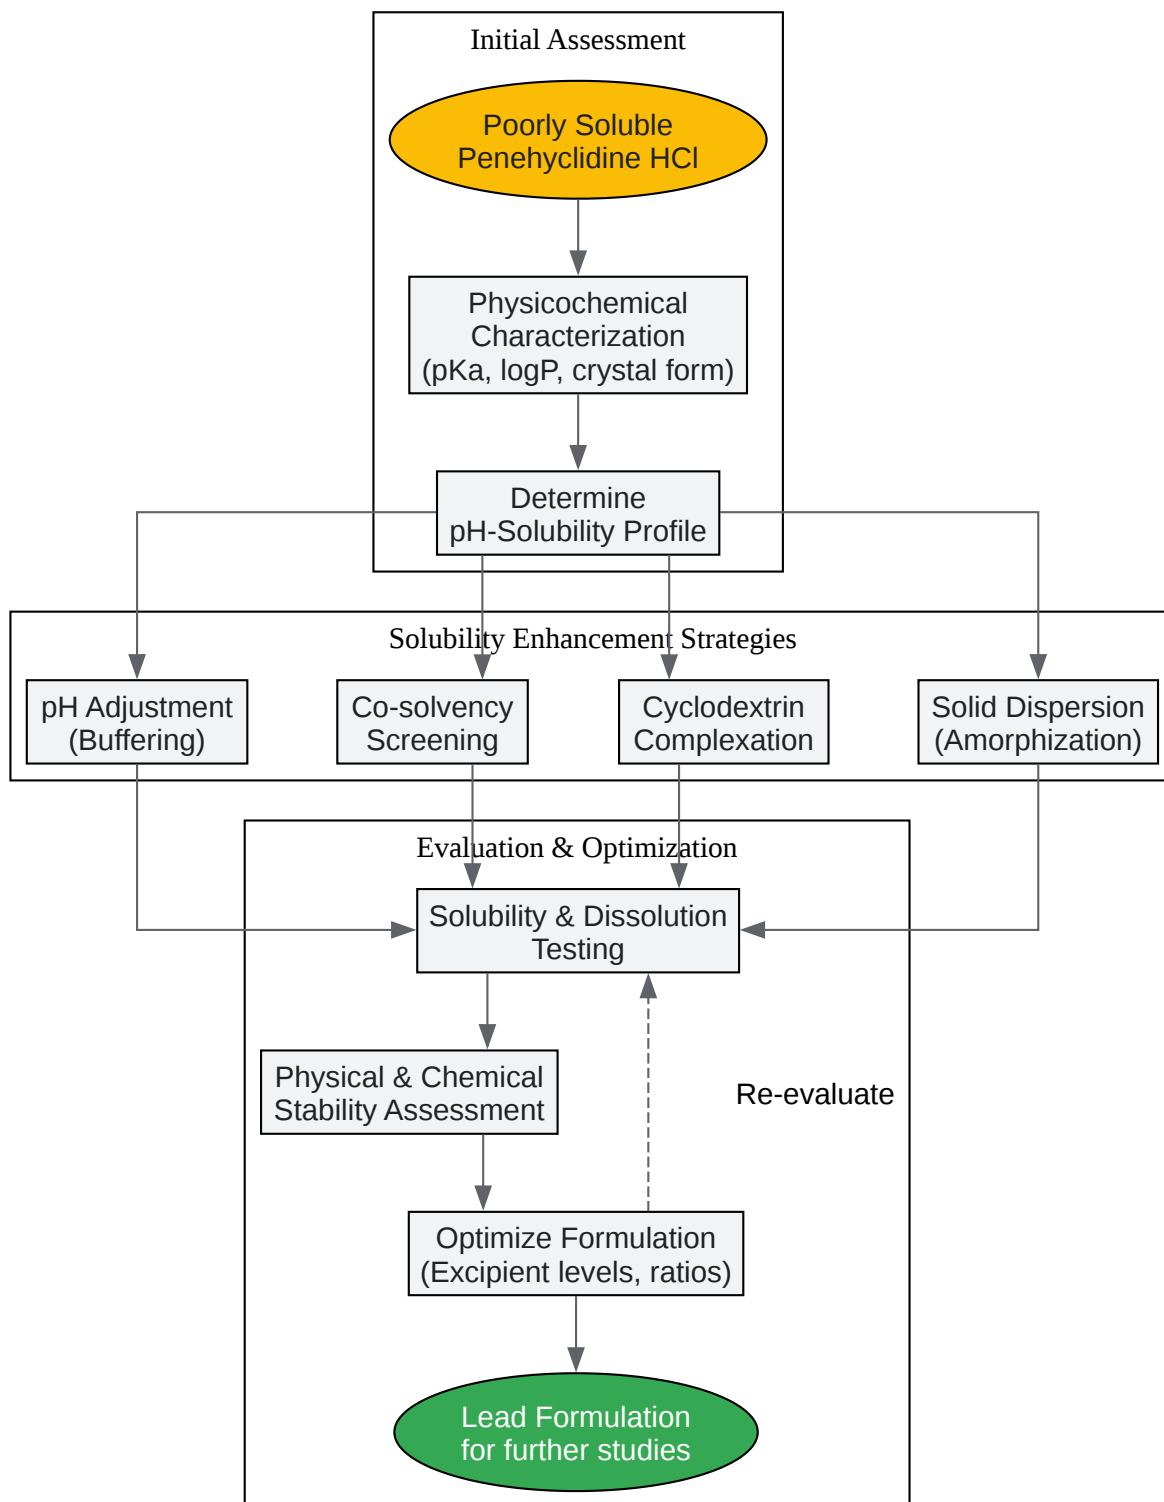 Initial Assessment
Poorly Soluble
Penehyclidine HCl
Physicochemical
Characterization
(pKa, logP, crystal form)
Determine
pH-Solubility Profile
Solubility Enhancement Strategies
pH Adjustment
(Buffering)
Co-solvency
Screening
Cyclodextrin
Complexation
Solid Dispersion
(Amorphization)
Evaluation & Optimization
Solubility & Dissolution
Testing
Physical & Chemical
Stability Assessment
Re-evaluate
Optimize Formulation
(Excipient levels, ratios)
Lead Formulation
for further studies